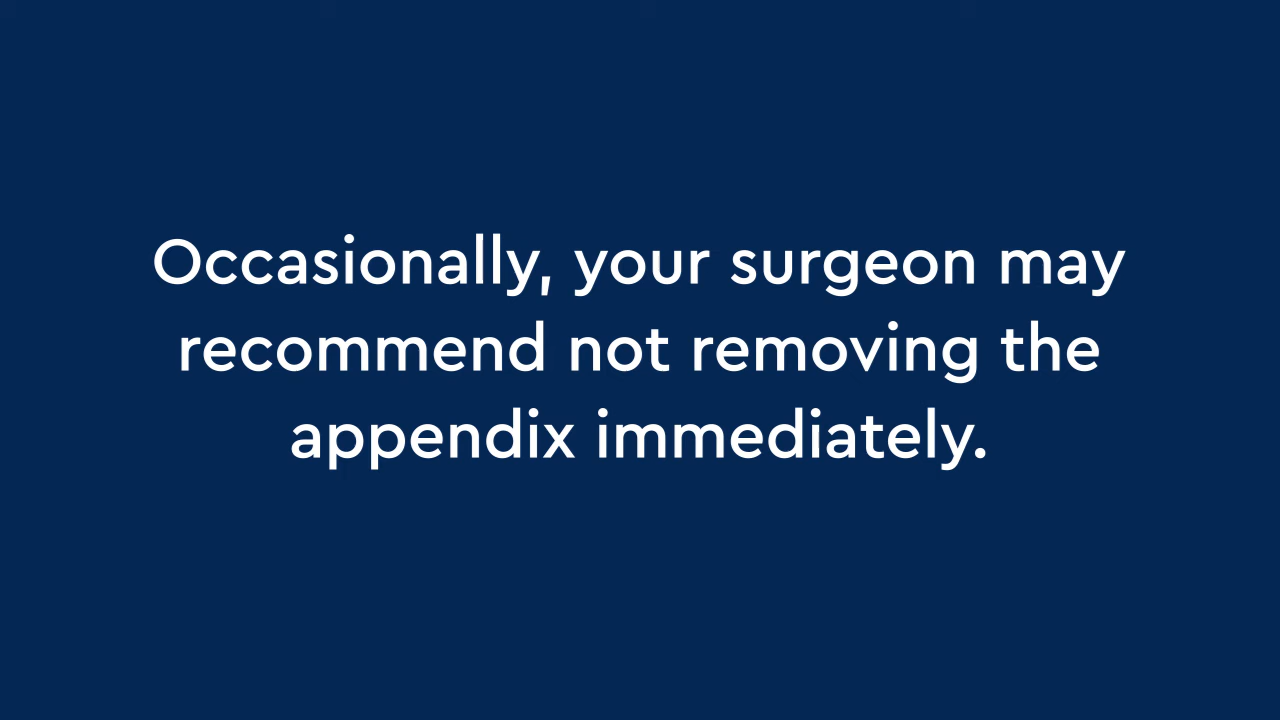 Occasionally, your surgeon may
recommend not removing the
appendix immediately.